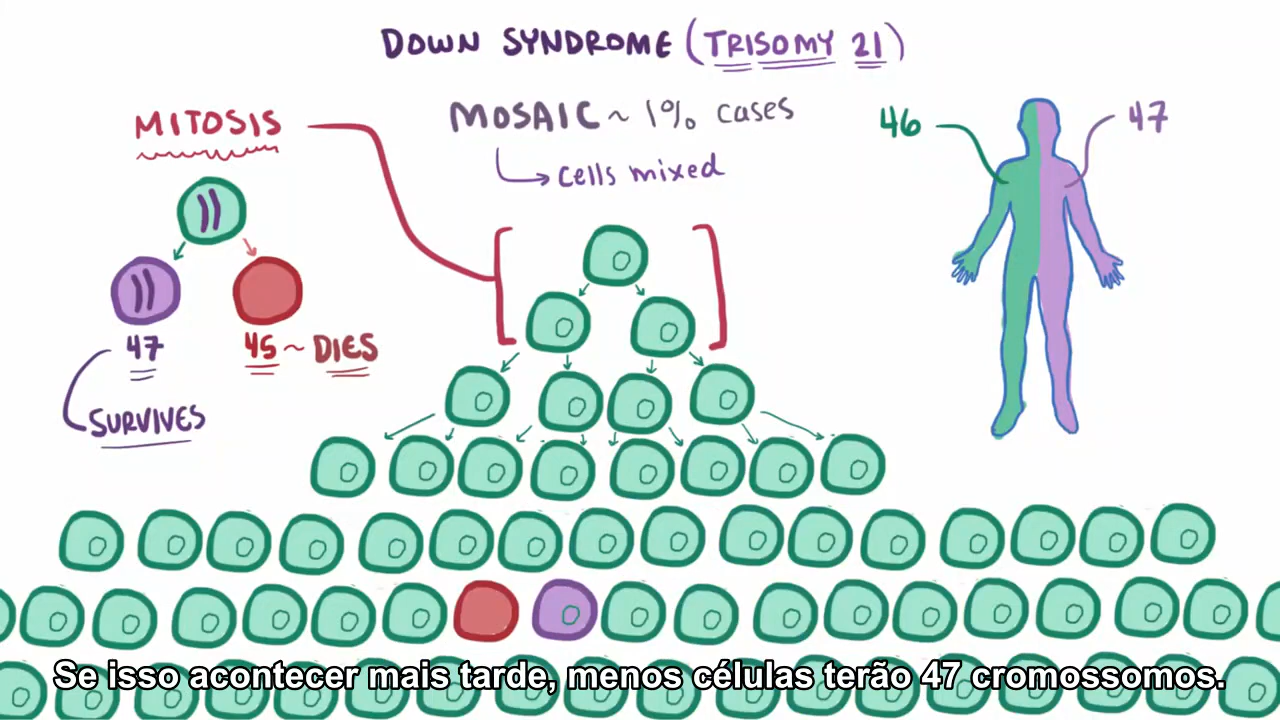 DOWN SYNDROME (TRISOMY 21)
MITOSIS
MOSAIC ~ 1% cases
cells mixed
46
47
47
45 ~ DIES
SURVIVES
Se isso acontecer mais tarde, menos células terão 47 cromossomos.